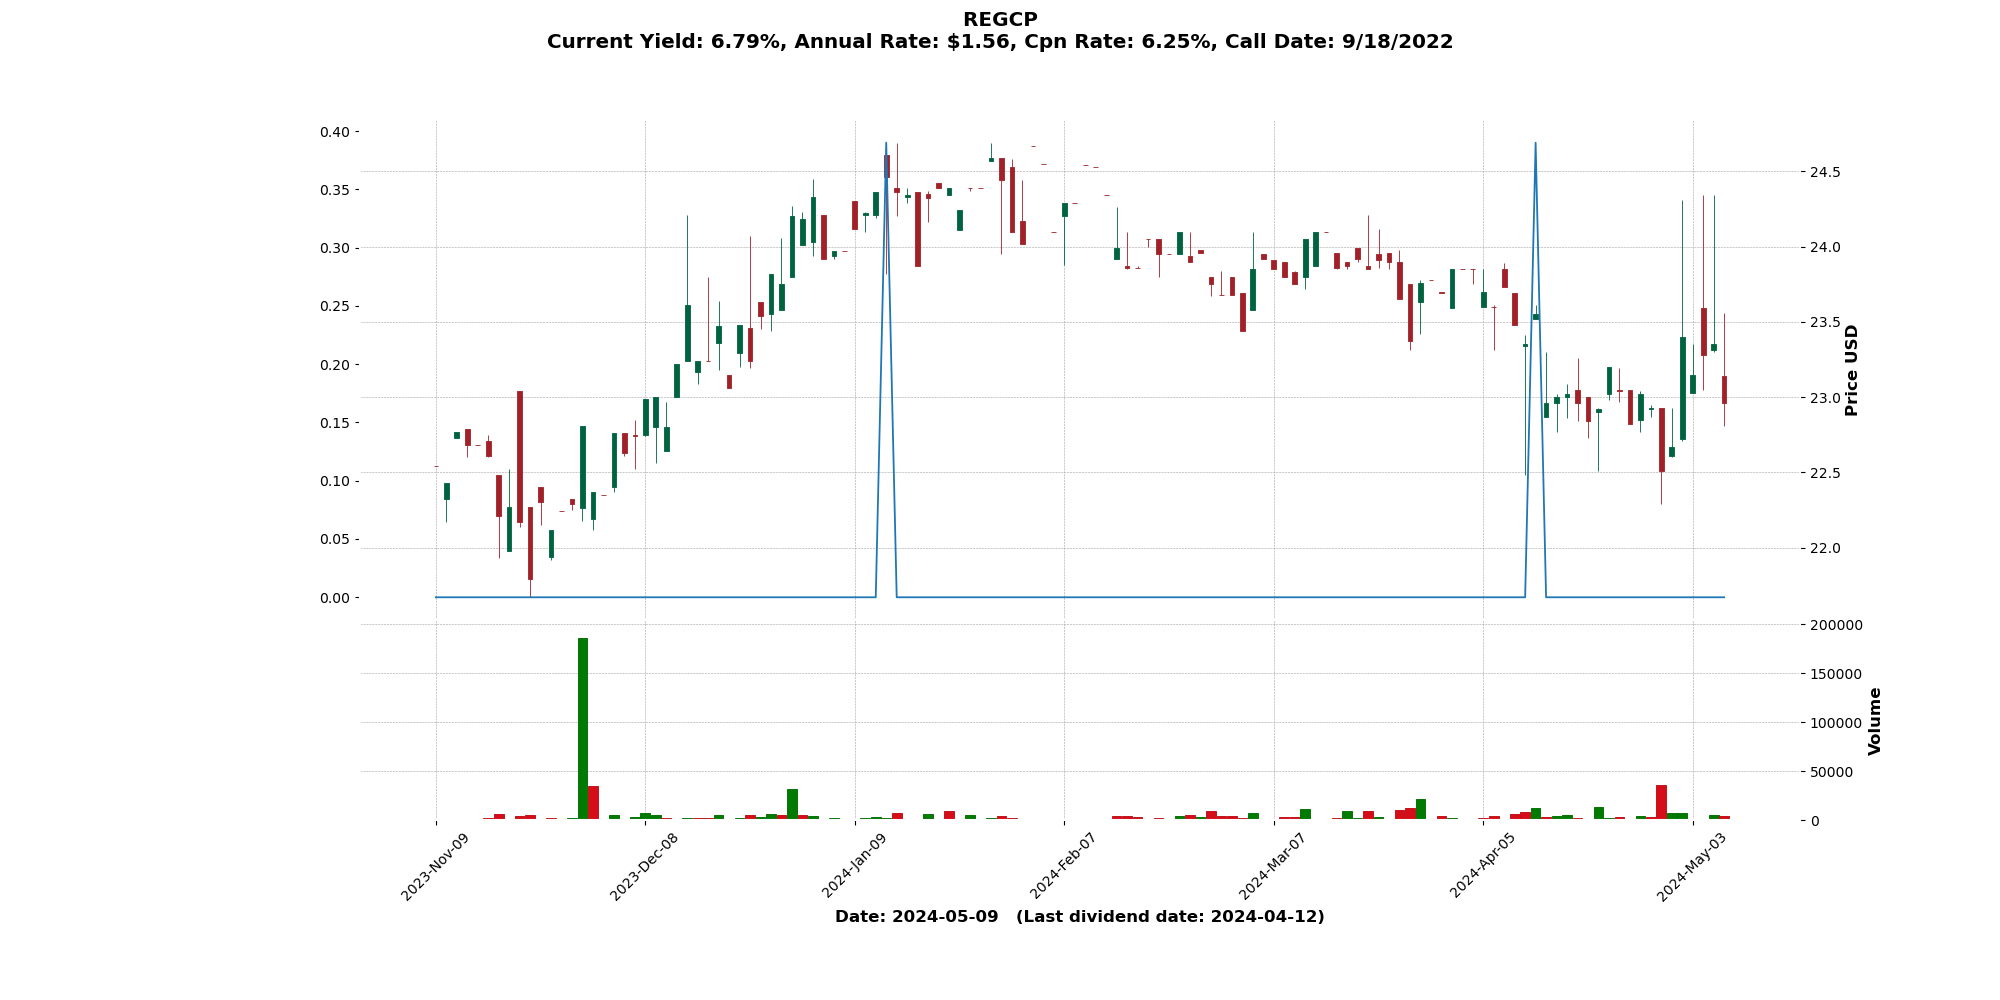 REGCP
Current Yield: 6.79%, Annual Rate: $1.56, Cpn Rate: 6.25%, Call Date: 9/18/2022
0.40
0.35
0.30
0.25
0.20
0.15
0.10
0.05
0.00
24.5
24.0
23.5
23.0
22.5
22.0
Price USD
200000
150000
100000
50000
0
Volume
2023-Nov-09
2023-Dec-08
2024-Jan-09
2024-Feb-07
2024-Mar-07
2024-Apr-05
2024-May-03
Date: 2024-05-09 (Last dividend date: 2024-04-12)